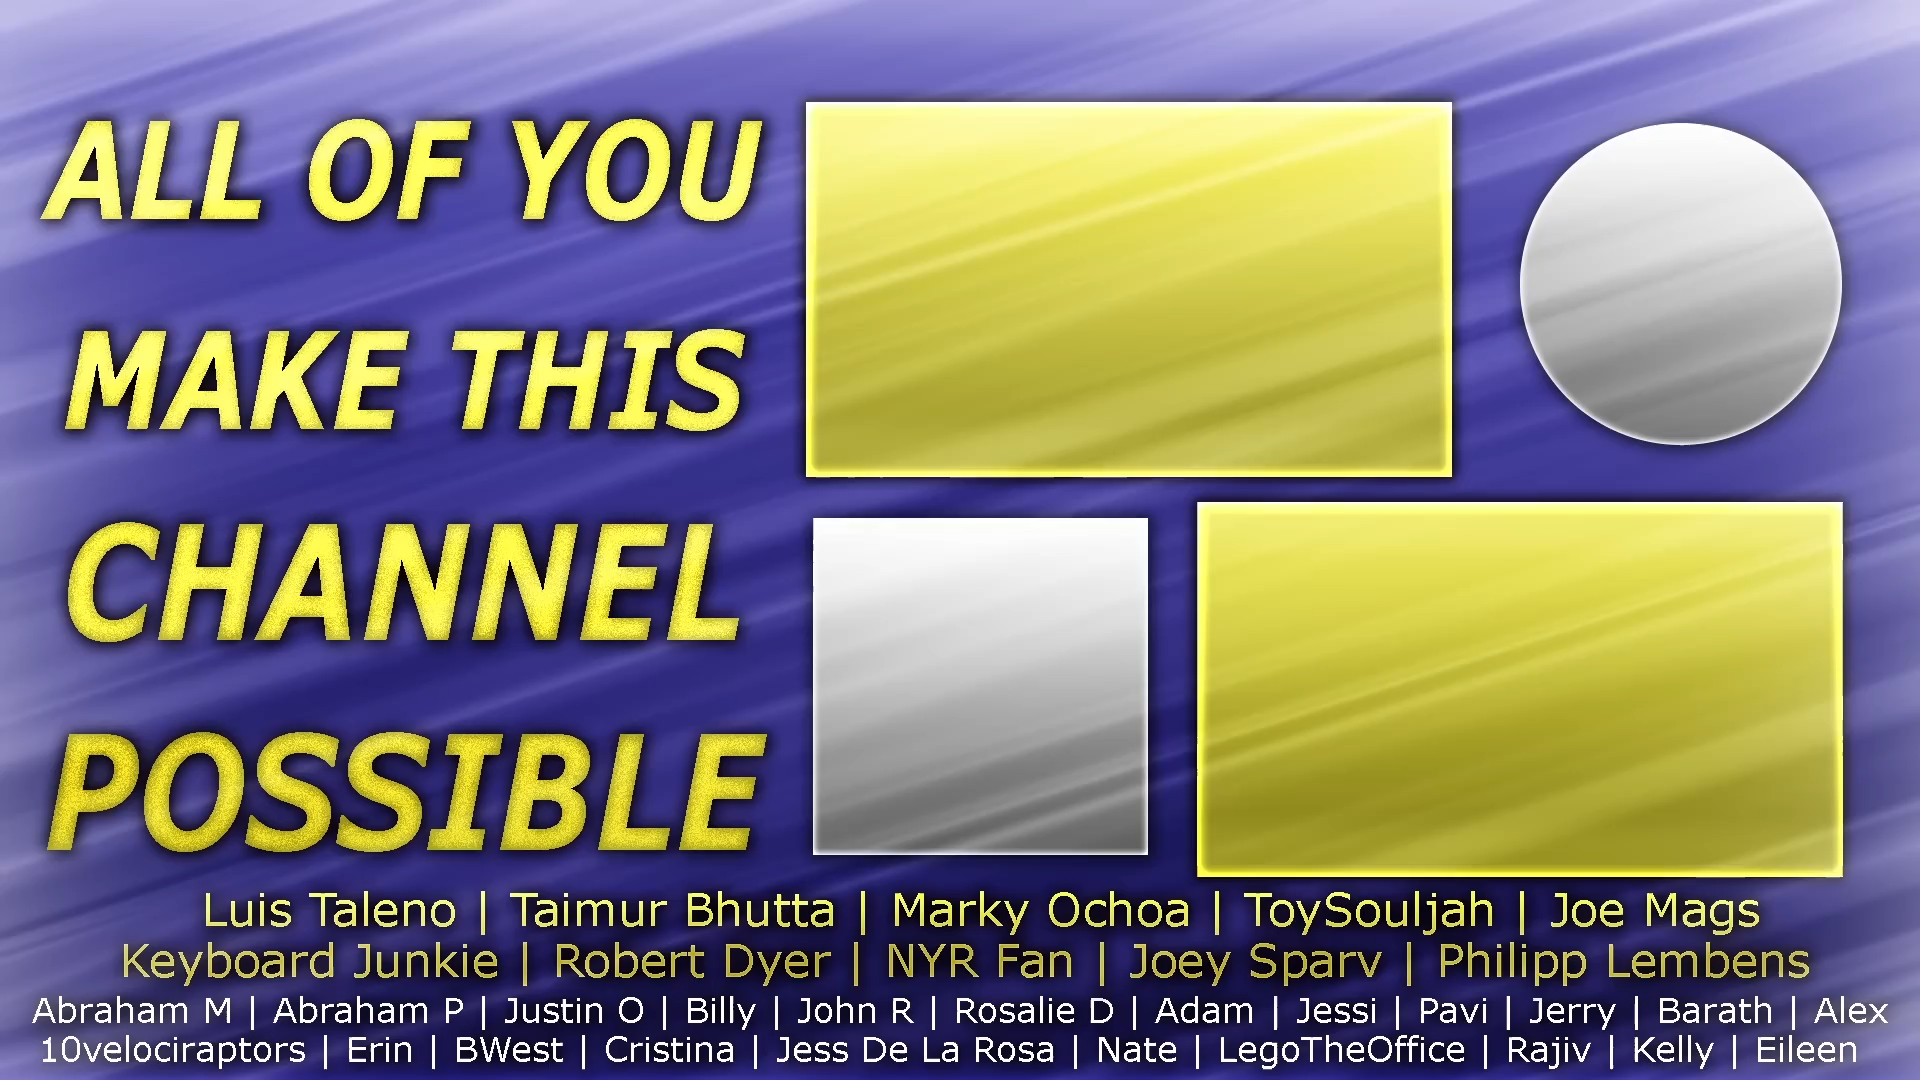 ALL OF YOU
MAKE THIS
CHANNEL
POSSIBLE
Luis Taleno | Taimur Bhutta | Marky Ochoa | ToySouljah | Joe Mags
Keyboard Junkie | Robert Dyer | NYR Fan | Joey Sparv | Philipp Lembens
Abraham M | Abraham P | Justin O | Billy | John R | Rosalie D | Adam | Jessi | Pavi | Jerry | Barath | Alex
10velociraptors | Erin | BWest | Cristina | Jess De La Rosa | Nate | LegoTheOffice | Rajiv | Kelly | Eileen